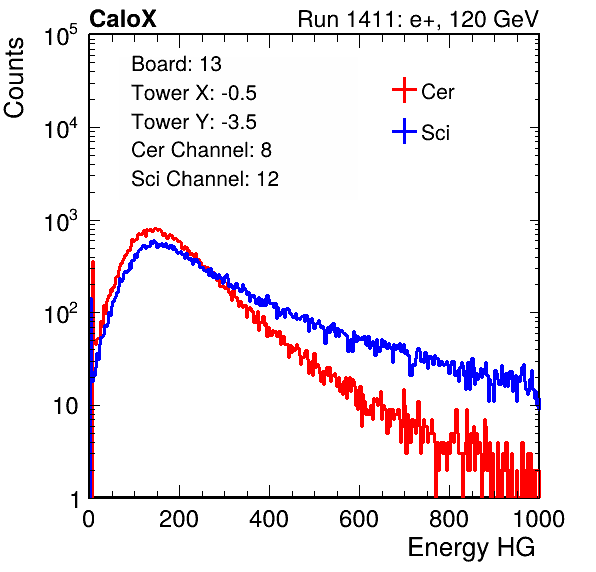 CaloX Run 1411: e+, 120 GeV
Counts
Board: 13
Tower X: -0.5
Tower Y: -3.5
Cer Channel: 8
Sci Channel: 12
Cer
Sci
10^5
10^4
10^3
10^2
10
1
0 200 400 600 800 1000
Energy HG